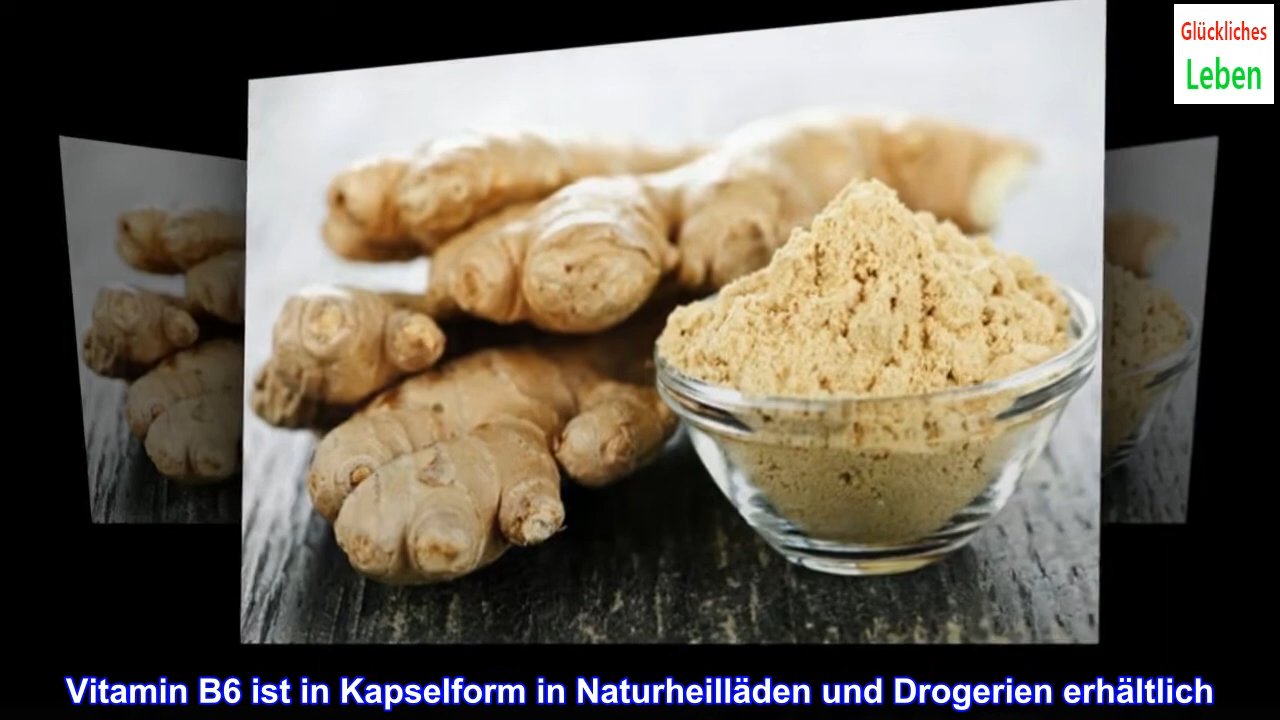 Glückliches
Leben
Vitamin B6 ist in Kapselform in Naturheilläden und Drogerien erhältlich